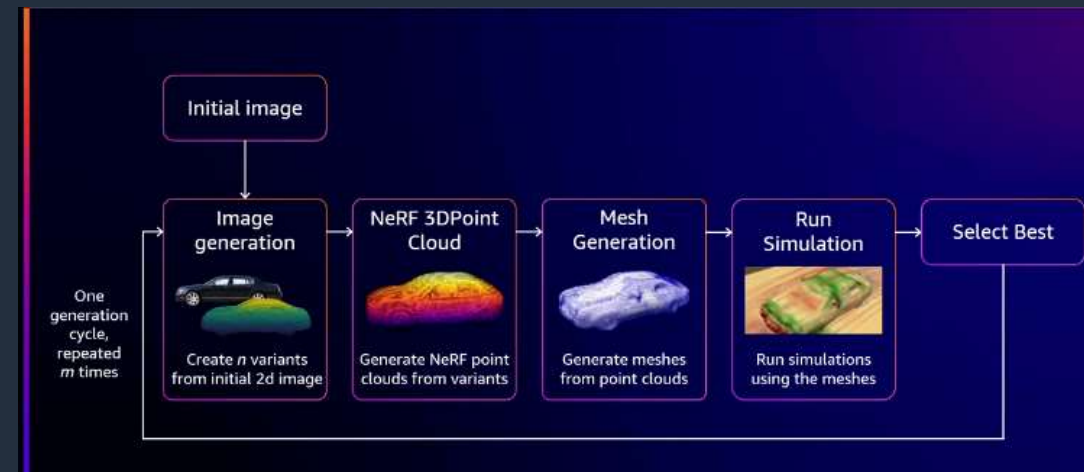 Initial image
Image
generation
Create n variants
from initial 2d image
NeRF 3DPoint
Cloud
Generate NeRF point
clouds from variants
Mesh
Generation
Generate meshes
from point clouds
Run
Simulation
Run simulations
using the meshes
Select Best
One
generation
cycle,
repeated
m times